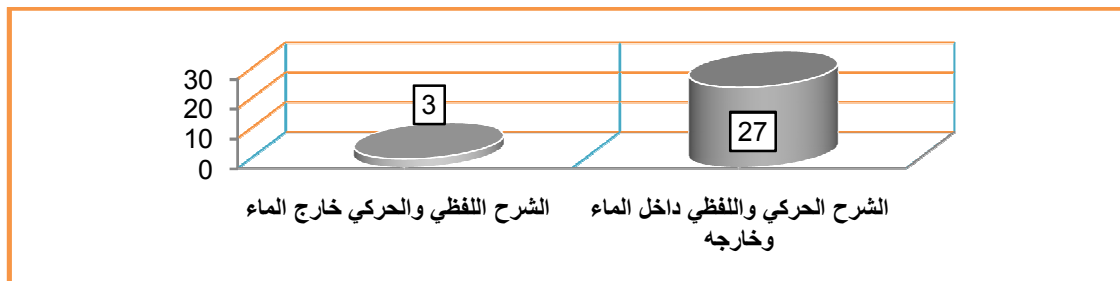 30
20
10
0
3
27
الشرح اللفظي والحركي خارج الماء
الشرح الحركي واللفظي داخل الماء
وخارجه